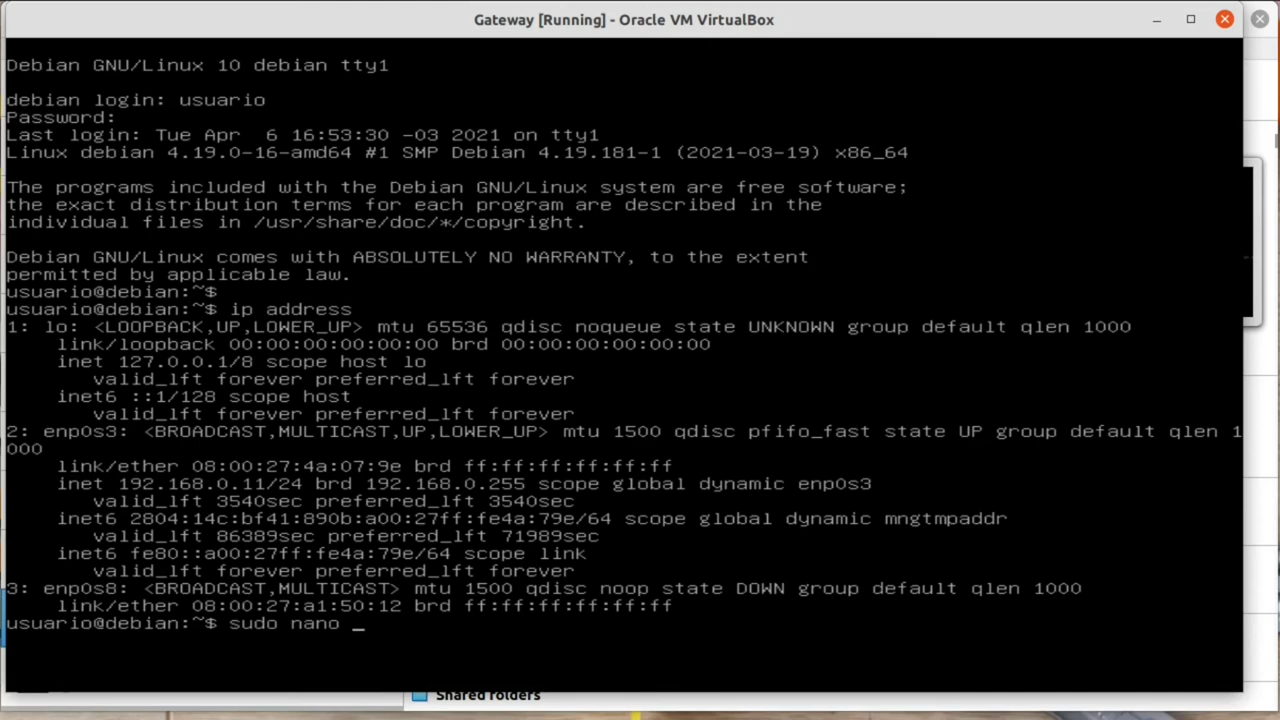 Gateway [Running] - Oracle VM VirtualBox
Debian GNU/Linux 10 debian tty1
debian login: usuario
Password:
Last login: Tue Apr  6 16:53:30 -03 2021 on tty1
Linux debian 4.19.0-16-amd64 #1 SMP Debian 4.19.181-1 (2021-03-19) x86_64
The programs included with the Debian GNU/Linux system are free software;
the exact distribution terms for each program are described in the
individual files in /usr/share/doc/*/copyright.
Debian GNU/Linux comes with ABSOLUTELY NO WARRANTY, to the extent
permitted by applicable law.
usuario@debian:~$
usuario@debian:~$ ip address
1: lo: <LOOPBACK,UP,LOWER_UP> mtu 65536 qdisc noqueue state UNKNOWN group default qlen 1000
    link/loopback 00:00:00:00:00:00 brd 00:00:00:00:00:00
    inet 127.0.0.1/8 scope host lo
       valid_lft forever preferred_lft forever
    inet6 ::1/128 scope host
       valid_lft forever preferred_lft forever
2: enp0s3: <BROADCAST,MULTICAST,UP,LOWER_UP> mtu 1500 qdisc pfifo_fast state UP group default qlen 1
000
    link/ether 08:00:27:4a:07:9e brd ff:ff:ff:ff:ff:ff
    inet 192.168.0.11/24 brd 192.168.0.255 scope global dynamic enp0s3
       valid_lft 3540sec preferred_lft 3540sec
    inet6 2804:14c:bf41:890b:a00:27ff:fe4a:79e/64 scope global dynamic mngtmpaddr
       valid_lft 86389sec preferred_lft 71989sec
    inet6 fe80::a00:27ff:fe4a:79e/64 scope link
       valid_lft forever preferred_lft forever
3: enp0s8: <BROADCAST,MULTICAST> mtu 1500 qdisc noop state DOWN group default qlen 1000
    link/ether 08:00:27:a1:50:12 brd ff:ff:ff:ff:ff:ff
usuario@debian:~$ sudo nano _
Shared folders